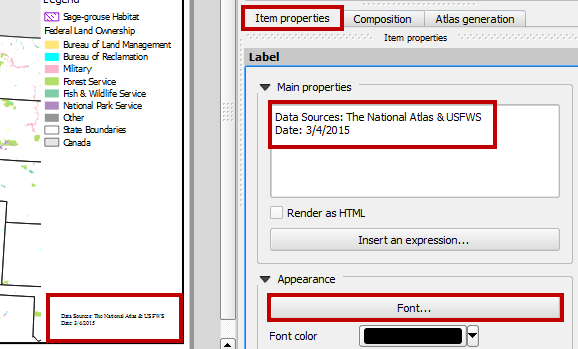 Legend
Sage-grouse Habitat
Federal Land Ownership
Bureau of Land Management
Bureau of Reclamation
Military
Forest Service
Fish & Wildlife Service
National Park Service
Other
State Boundaries
Canada
Data Sources: The National Atlas & USFWS
Date: 3/4/2015
Item properties
Composition
Atlas generation
Item properties
Label
Main properties
Data Sources: The National Atlas & USFWS
Date: 3/4/2015
Render as HTML
Insert an expression...
Appearance
Font...
Font color